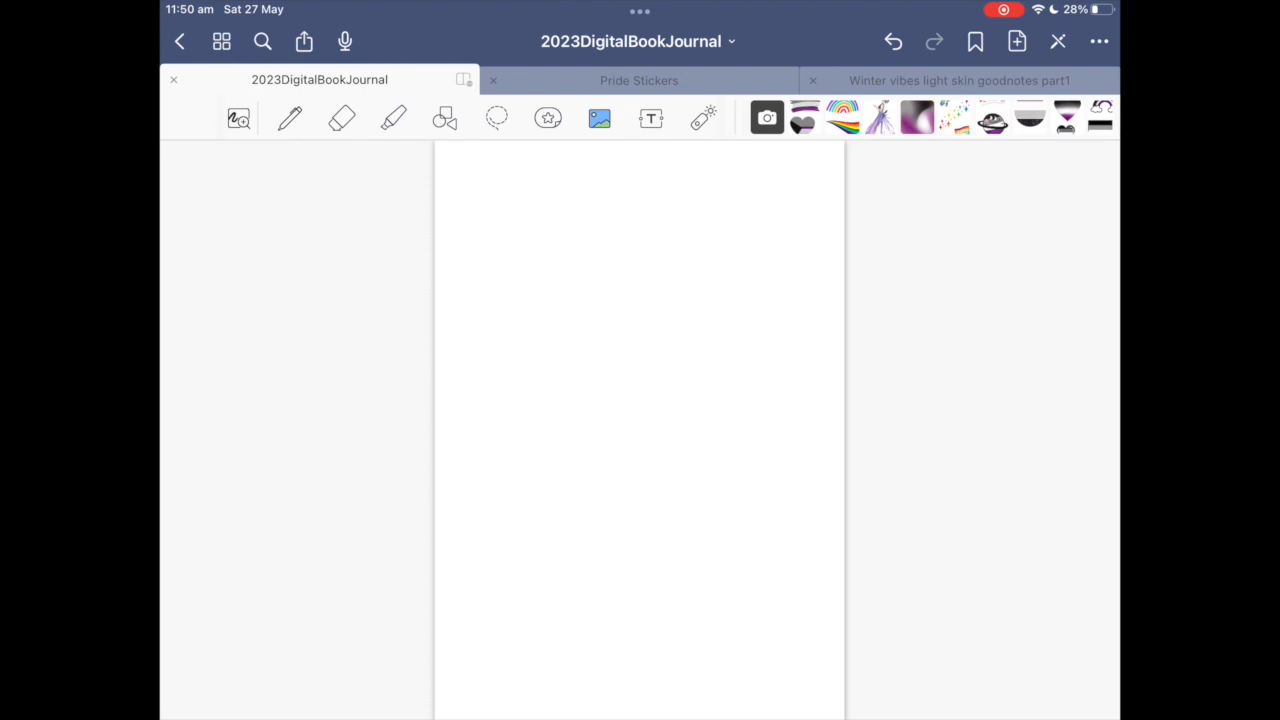 11:50 am Sat 27 May
28%
2023DigitalBookJournal
2023DigitalBookJournal
Pride Stickers
Winter vibes light skin goodnotes part1
T